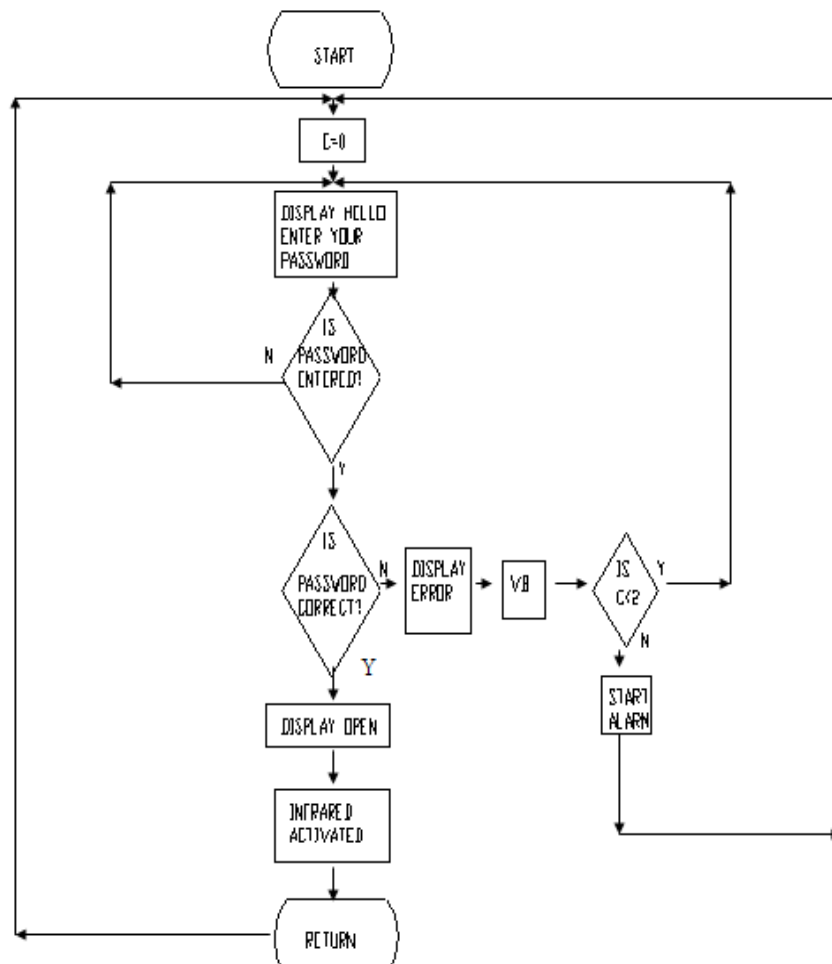 START
C=0
DISPLAY HELLO
ENTER YOUR
PASSWORD
IS
PASSWORD
ENTERED?
N
Y
IS
PASSWORD
CORRECT?
N
DISPLAY
ERROR
IS
C<2
Y
N
START
ALARN
Y
DISPLAY OPEN
INFRARED
ACTIVATED
RETURN